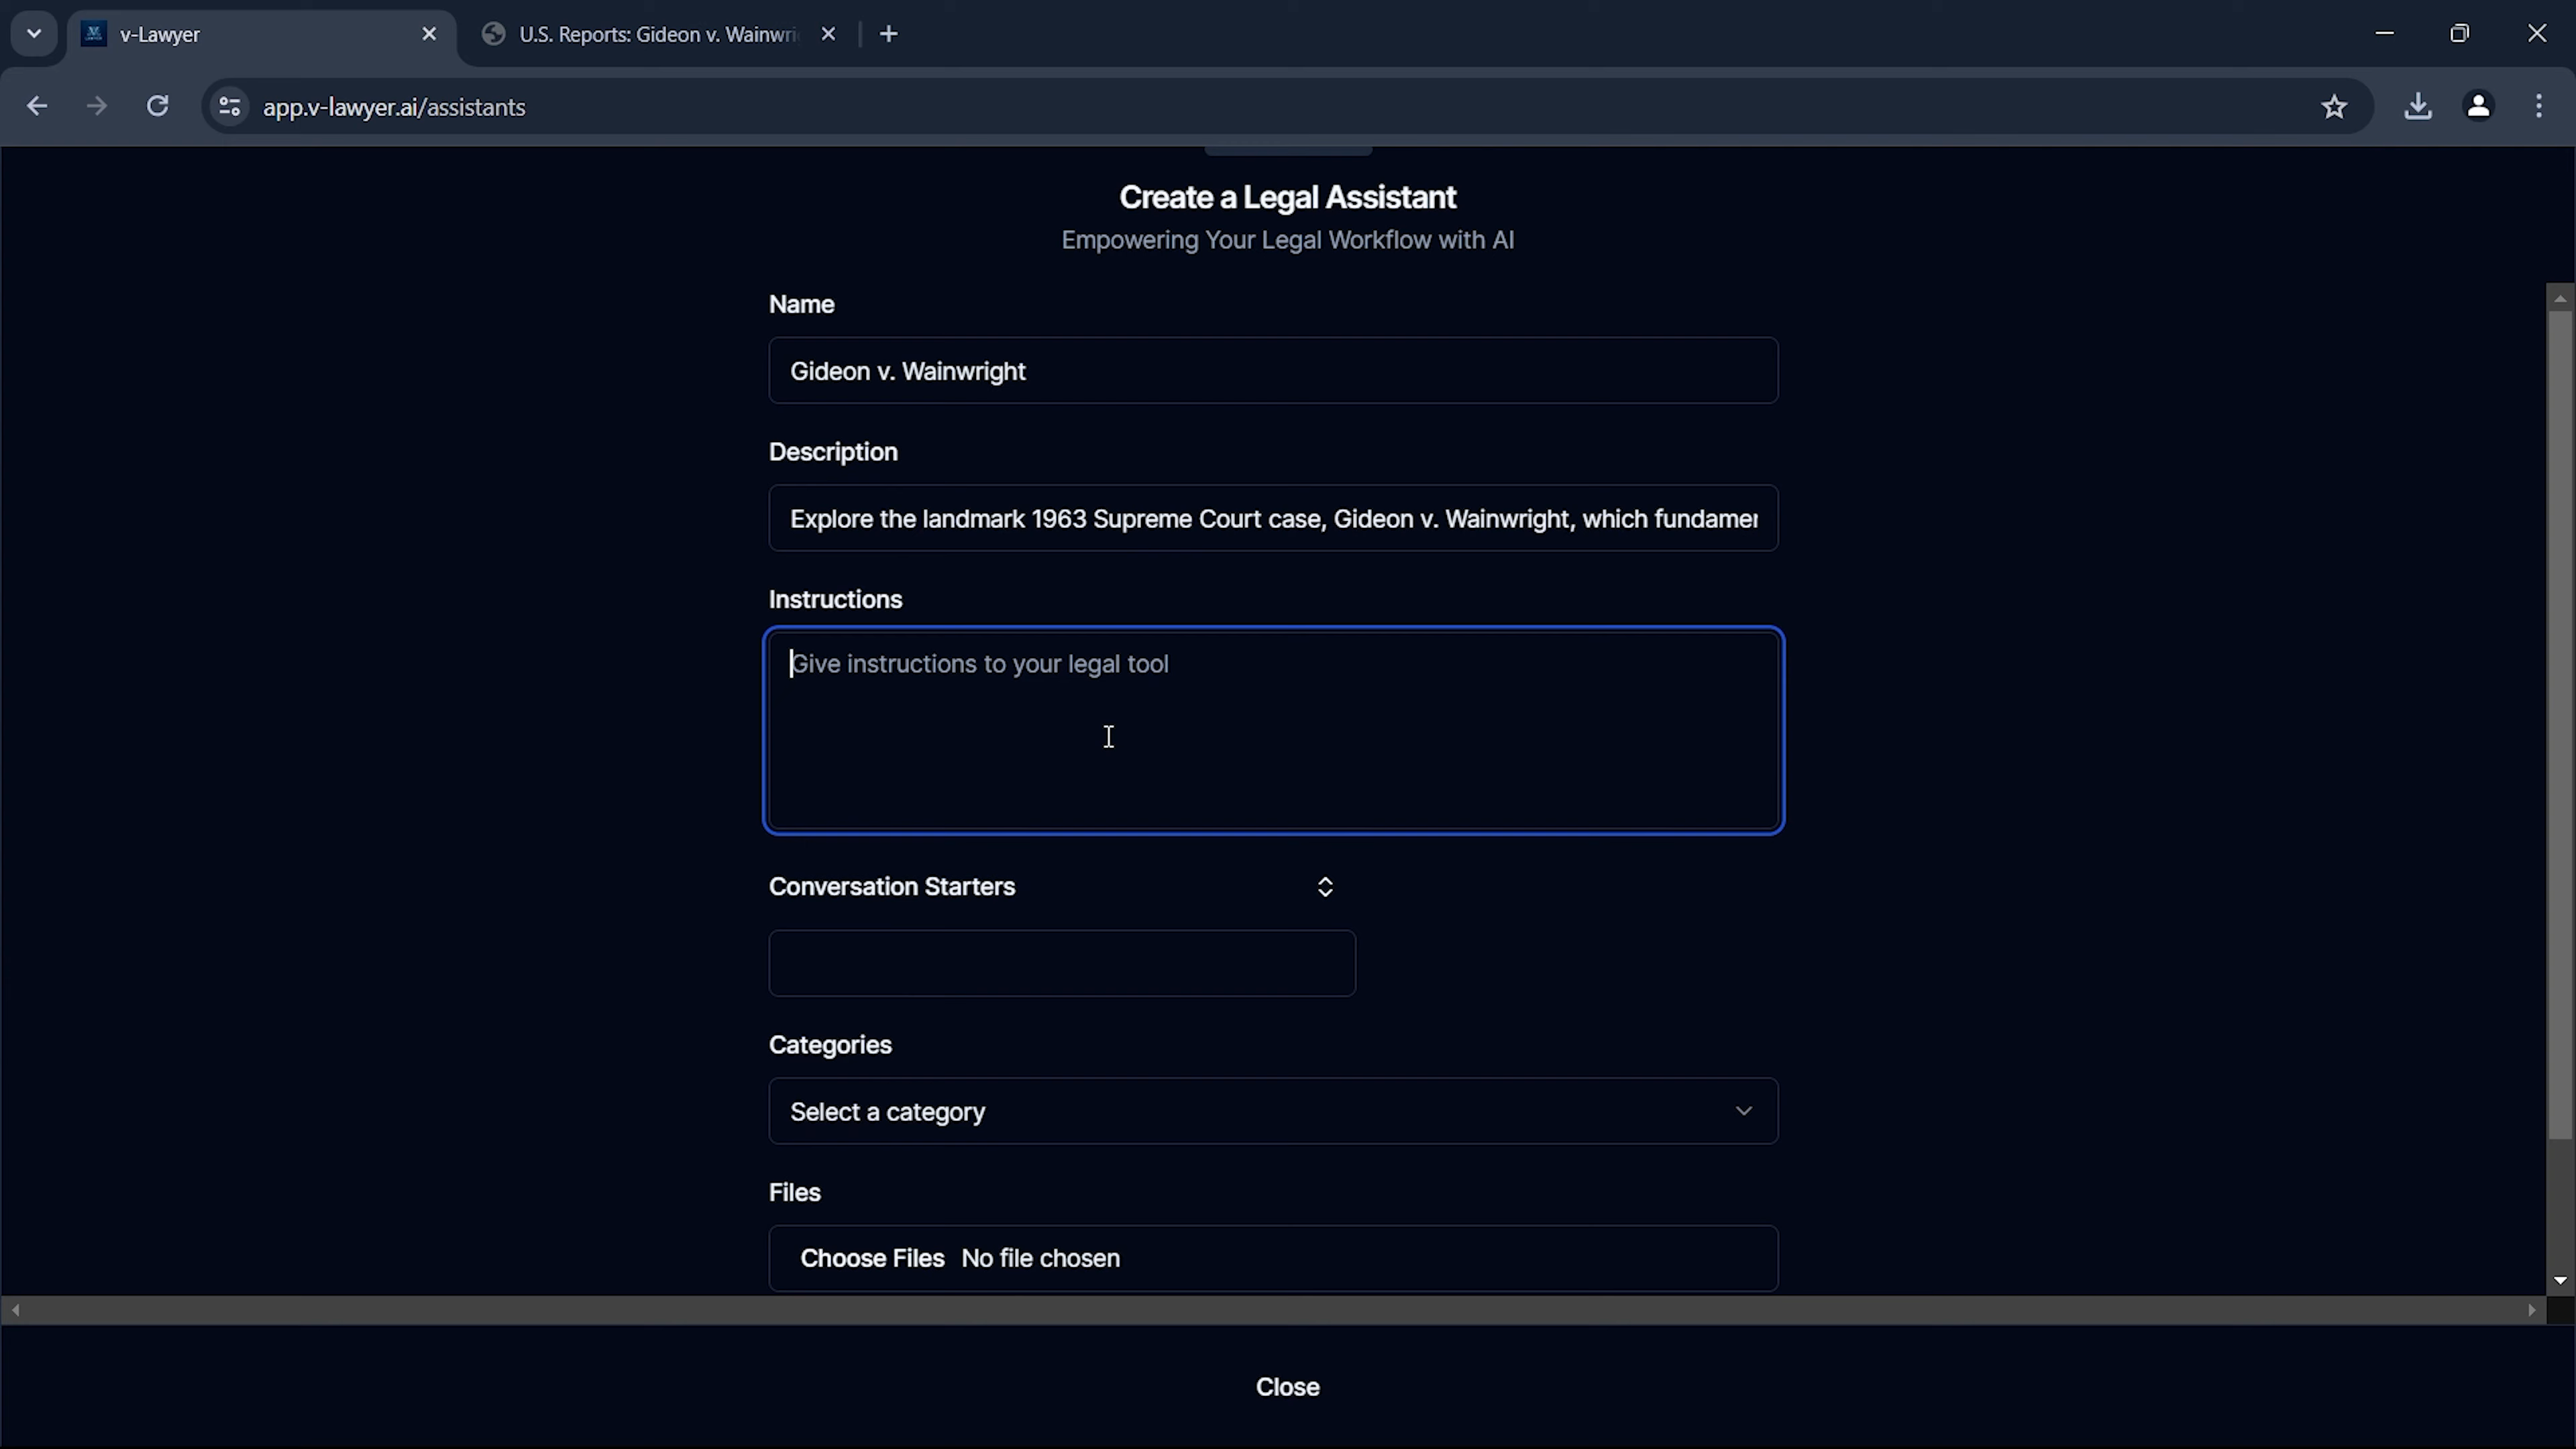 v-Lawyer
U.S. Reports: Gideon v. Wainwri
app.v-lawyer.ai/assistants
Create a Legal Assistant
Empowering Your Legal Workflow with AI
Name
Gideon v. Wainwright
Description
Explore the landmark 1963 Supreme Court case, Gideon v. Wainwright, which fundamer
Instructions
Give instructions to your legal tool
Conversation Starters
Categories
Select a category
Files
Choose Files No file chosen
Close